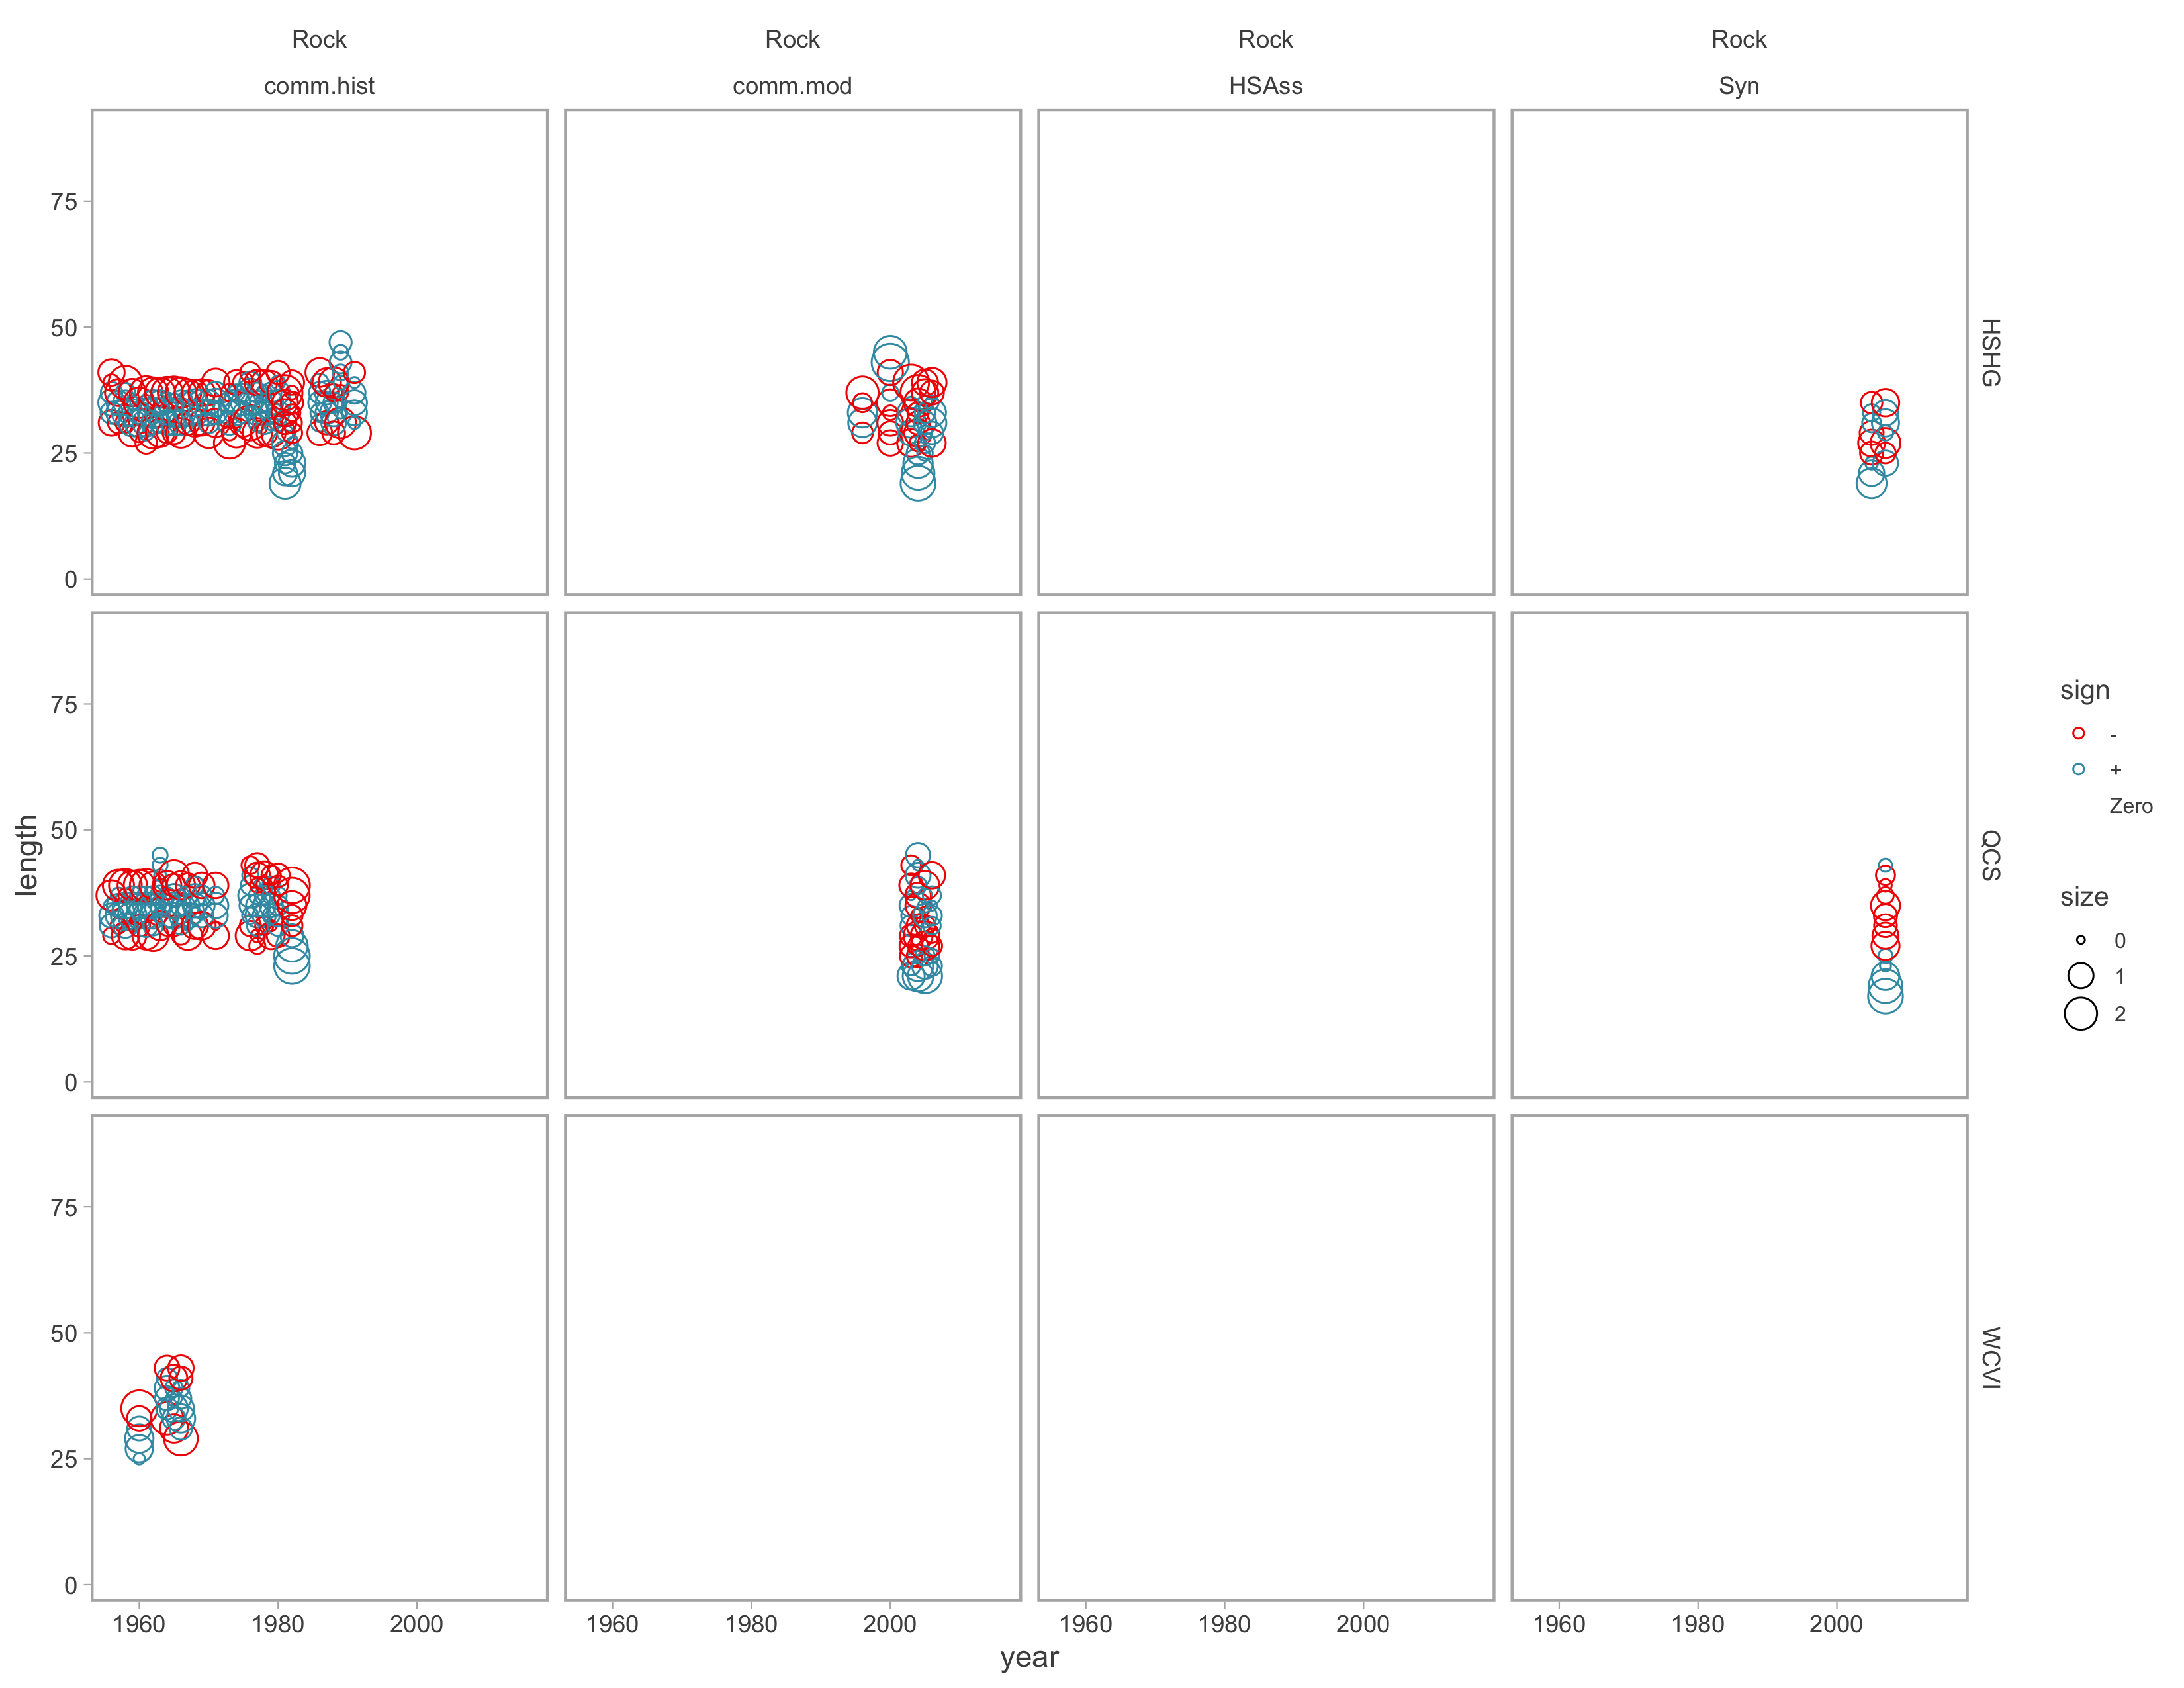 Rock Rock Rock Rock
comm.hist comm.mod HSAss Syn
75
50
25
0
HSHG
75
50
25
0
QCS
75
50
25
0
WCVI
1960 1980 2000 1960 1980 2000 1960 1980 2000 1960 1980 2000
year
length
sign
-
+
Zero
size
0
1
2